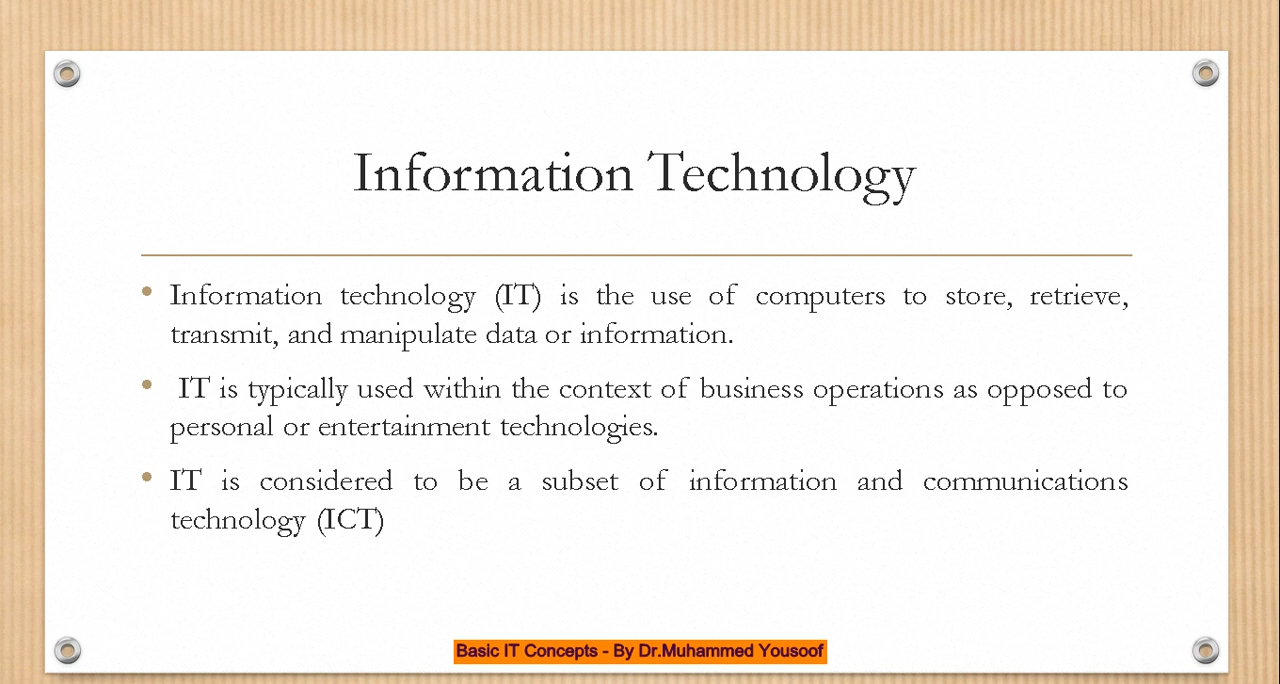 Information Technology
• Information technology (IT) is the use of computers to store, retrieve,
transmit, and manipulate data or information.
• IT is typically used within the context of business operations as opposed to
personal or entertainment technologies.
• IT is considered to be a subset of information and communications
technology (ICT)
Basic IT Concepts - By Dr.Muhammed Yousoof